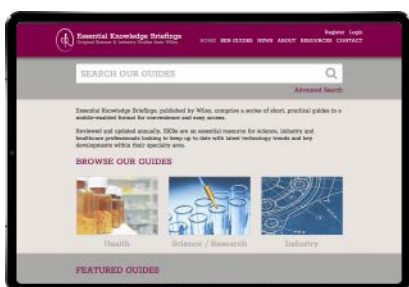 Essential Knowledge Briefings
Original Science & Industry Guides from Wiley
Register Login
HOME EKB GUIDES NEWS ABOUT RESOURCES CONTACT
SEARCH OUR GUIDES
Advanced Search
Essential Knowledge Briefings, published by Wiley, comprise a series of short, practical guides in a
mobile-enabled format for convenience and easy access.
Reviewed and updated annually, EKBs are an essential resource for science, industry and
healthcare professionals looking to keep up to date with latest technology trends and key
developments within their specialty area.
BROWSE OUR GUIDES
Health
Science / Research
Industry
FEATURED GUIDES